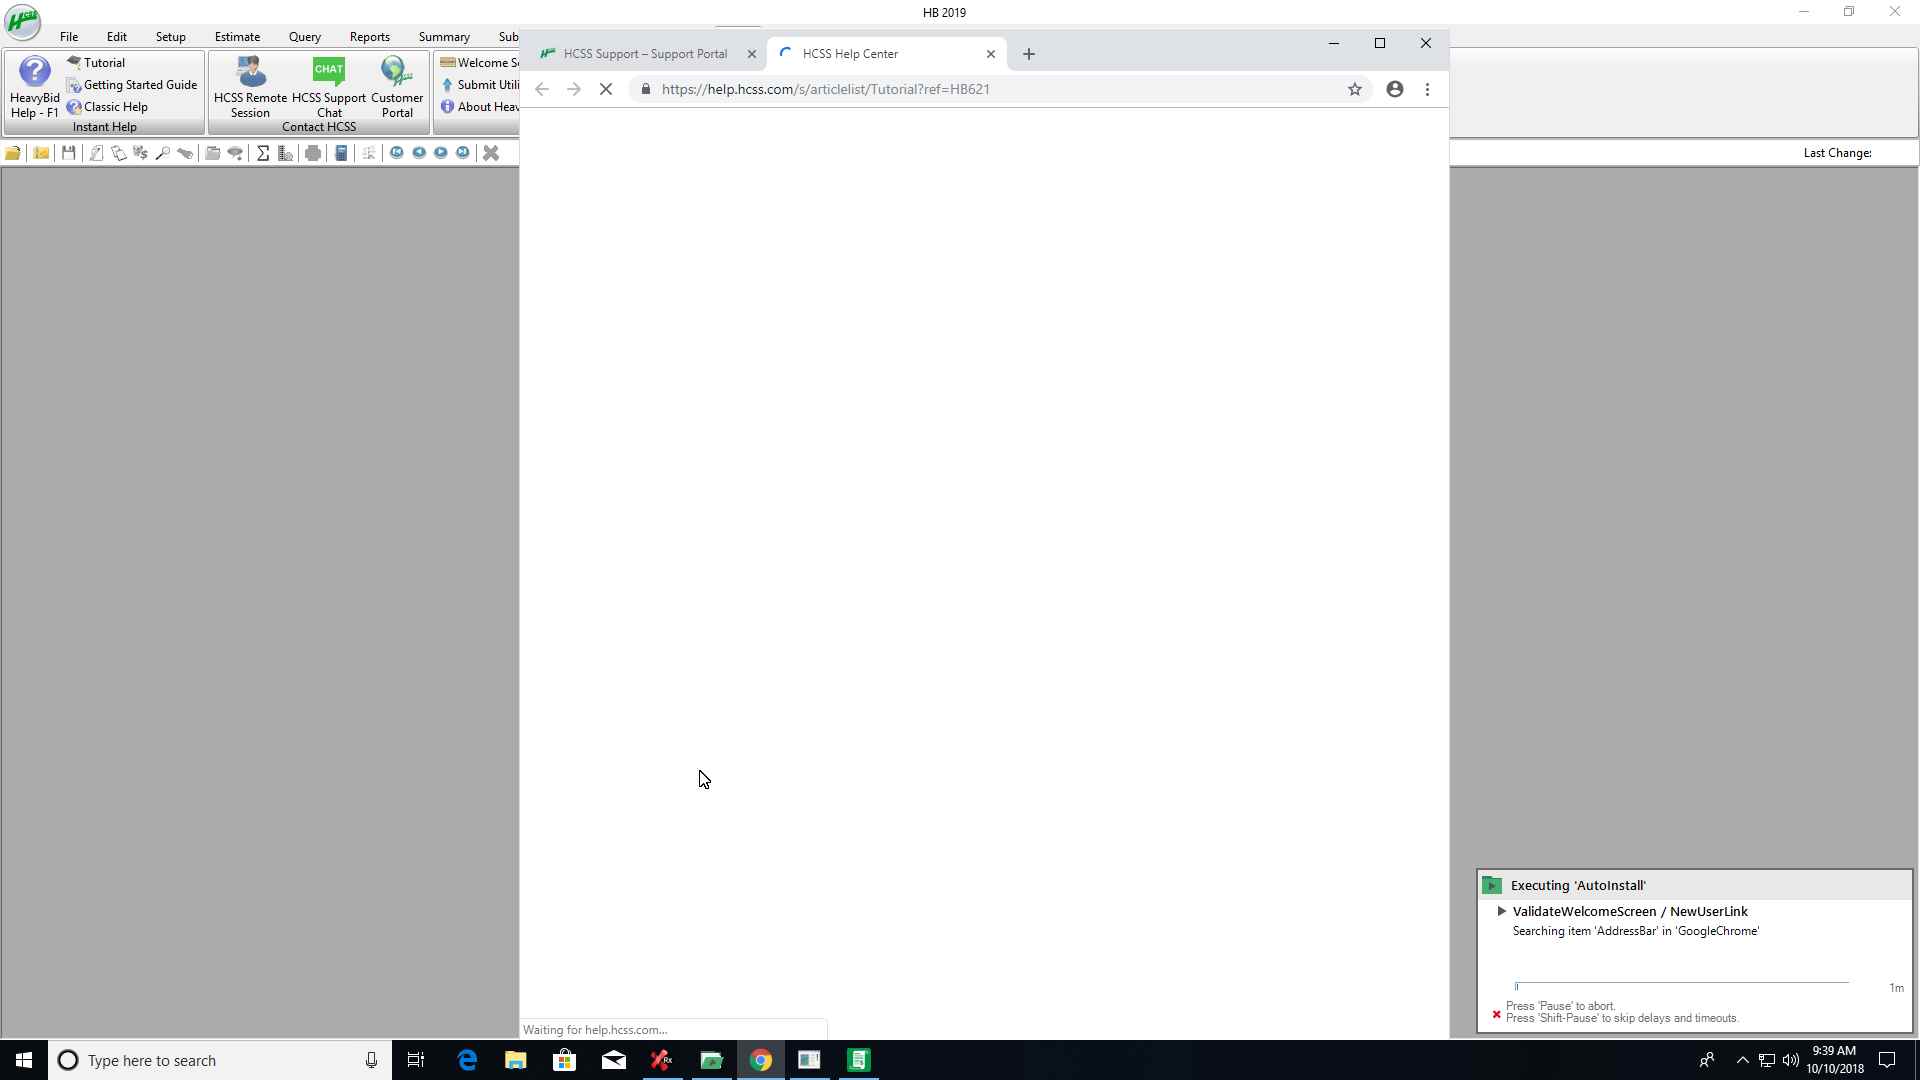 HB 2019
File Edit Setup Estimate Query Reports Summary Sub
HCSS Support – Support Portal
HCSS Help Center
https://help.hcss.com/s/articlelist/Tutorial?ref=HB621
HeavyBid
Help - F1
Tutorial
Getting Started Guide
Classic Help
Instant Help
HCSS Remote
Session
CHAT
HCSS Support
Chat
Customer
Portal
Contact HCSS
Welcome Sc
Submit Utili
About Heav
Last Change:
Waiting for help.hcss.com...
Executing 'AutoInstall'
ValidateWelcomeScreen / NewUserLink
Searching item 'AddressBar' in 'GoogleChrome'
1m
Press 'Pause' to abort.
Press 'Shift-Pause' to skip delays and timeouts.
Type here to search
9:39 AM
10/10/2018